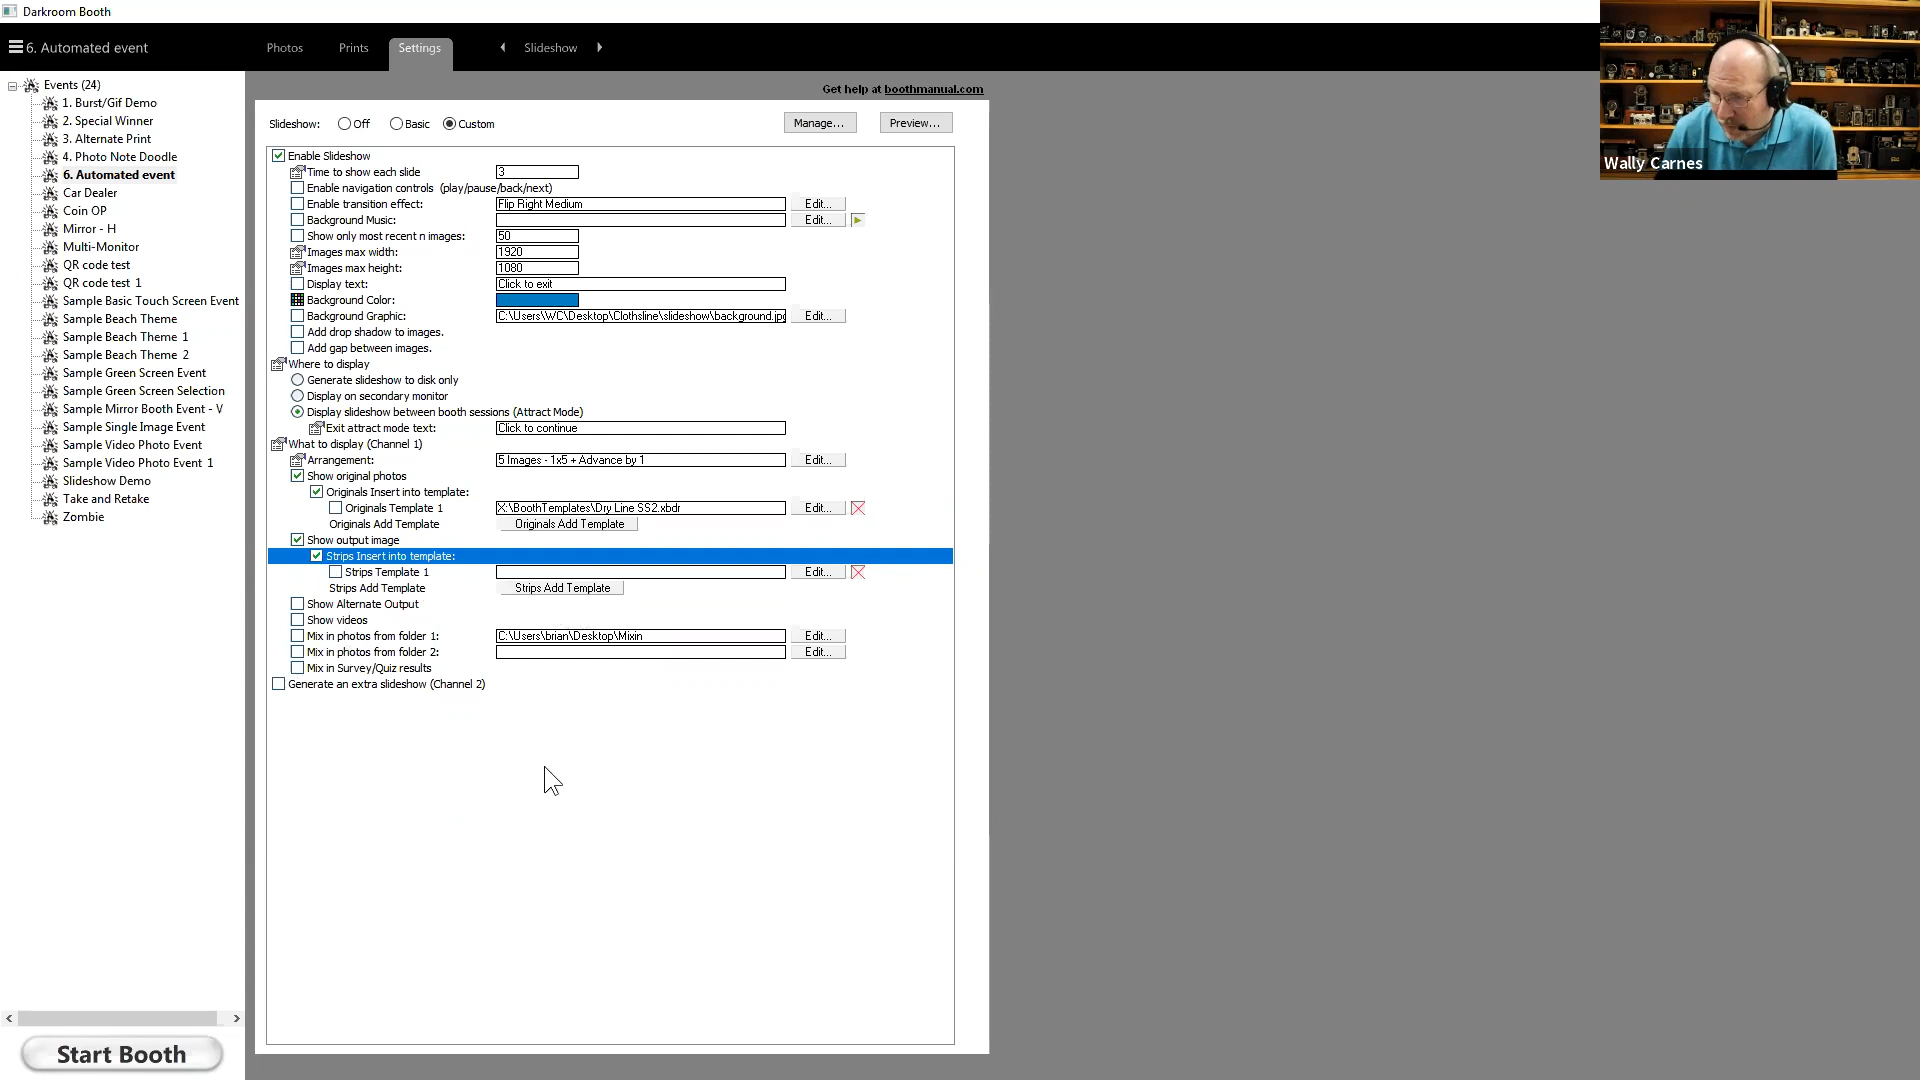 Darkroom Booth
6. Automated event
Photos
Prints
Settings
Slideshow
Wally Carnes
Events (24)
1. Burst/Gif Demo
2. Special Winner
3. Alternate Print
4. Photo Note Doodle
6. Automated event
Car Dealer
Coin OP
Mirror - H
Multi-Monitor
QR code test
QR code test 1
Sample Basic Touch Screen Event
Sample Beach Theme
Sample Beach Theme 1
Sample Beach Theme 2
Sample Green Screen Event
Sample Green Screen Selection
Sample Mirror Booth Event - V
Sample Single Image Event
Sample Video Photo Event
Sample Video Photo Event 1
Slideshow Demo
Take and Retake
Zombie
Start Booth
Get help at boothmanual.com
Slideshow: Off Basic Custom Manage... Preview...
Enable Slideshow
Time to show each slide 3
Enable navigation controls (play/pause/back/next)
Enable transition effect: Flip Right Medium Edit...
Background Music: Edit...
Show only most recent n images: 50
Images max width: 1920
Images max height: 1080
Display text: Click to exit
Background Color:
Background Graphic: C:\Users\WC\Desktop\Clothsline\slideshow\background.jpg Edit...
Add drop shadow to images.
Add gap between images.
Where to display
Generate slideshow to disk only
Display on secondary monitor
Display slideshow between booth sessions (Attract Mode)
Exit attract mode text: Click to continue
What to display (Channel 1)
Arrangement: 5 Images - 1x5 + Advance by 1 Edit...
Show original photos
Originals Insert into template:
Originals Template 1 X:\BoothTemplates\Dry Line SS2.xbdr Edit...
Originals Add Template Originals Add Template
Show output image
Strips Insert into template:
Strips Template 1 Edit...
Strips Add Template Strips Add Template
Show Alternate Output
Show videos
Mix in photos from folder 1: C:\Users\brian\Desktop\Mixin Edit...
Mix in photos from folder 2: Edit...
Mix in Survey/Quiz results
Generate an extra slideshow (Channel 2)